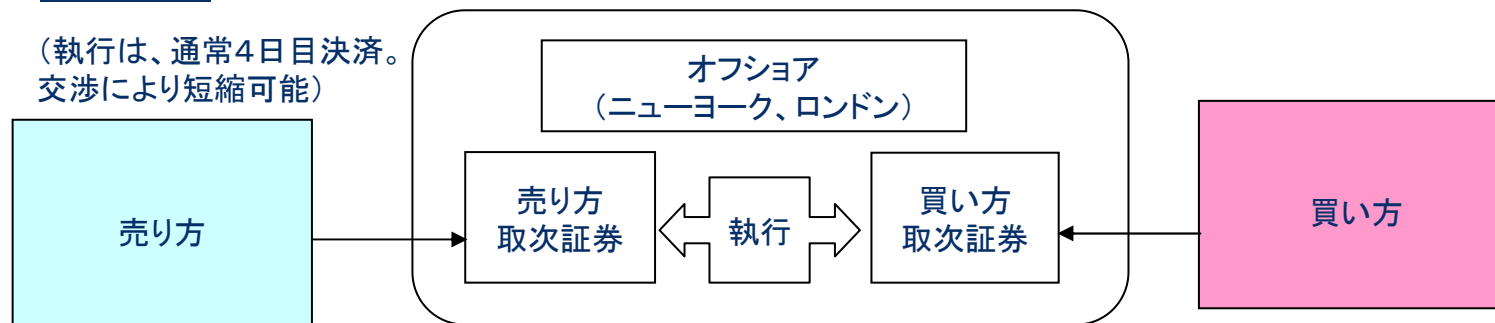 (執行は、通常4日目決済。
交渉により短縮可能)
オフショア
(ニューヨーク、ロンドン)
売り方
売り方
取次証券
執行
買い方
取次証券
買い方